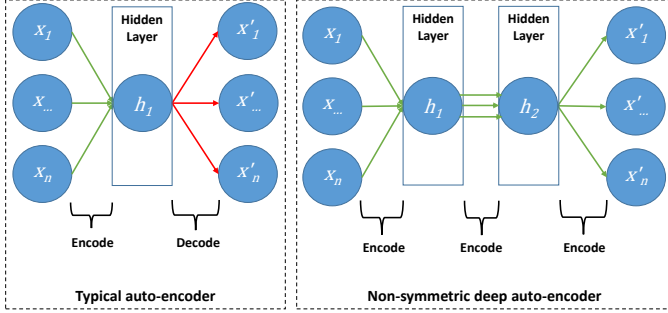 Hidden
Layer
x1
x...
xn
h1
x'1
x'...
x'n
Encode
Decode
Typical auto-encoder
Hidden
Layer
Hidden
Layer
x1
x...
xn
h1
h2
x'1
x'...
x'n
Encode
Encode
Encode
Non-symmetric deep auto-encoder